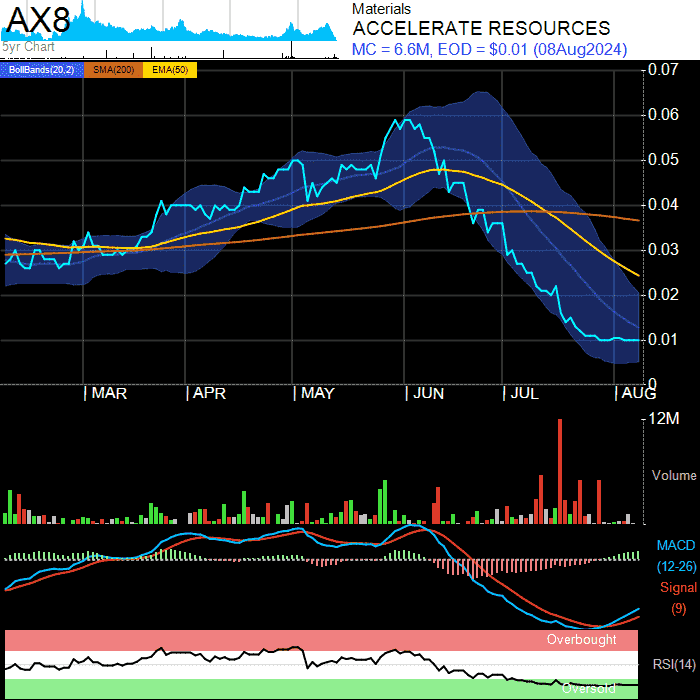 AX8
5yr Chart
Materials
ACCELERATE RESOURCES
MC = 6.6M, EOD = $0.01 (08Aug2024)
BollBands(20,2) SMA(200) EMA(50)
0.07
0.06
0.05
0.04
0.03
0.02
0.01
0
MAR APR MAY JUN JUL AUG
12M
Volume
MACD
(12-26)
Signal
(9)
Overbought
RSI(14)
Oversold